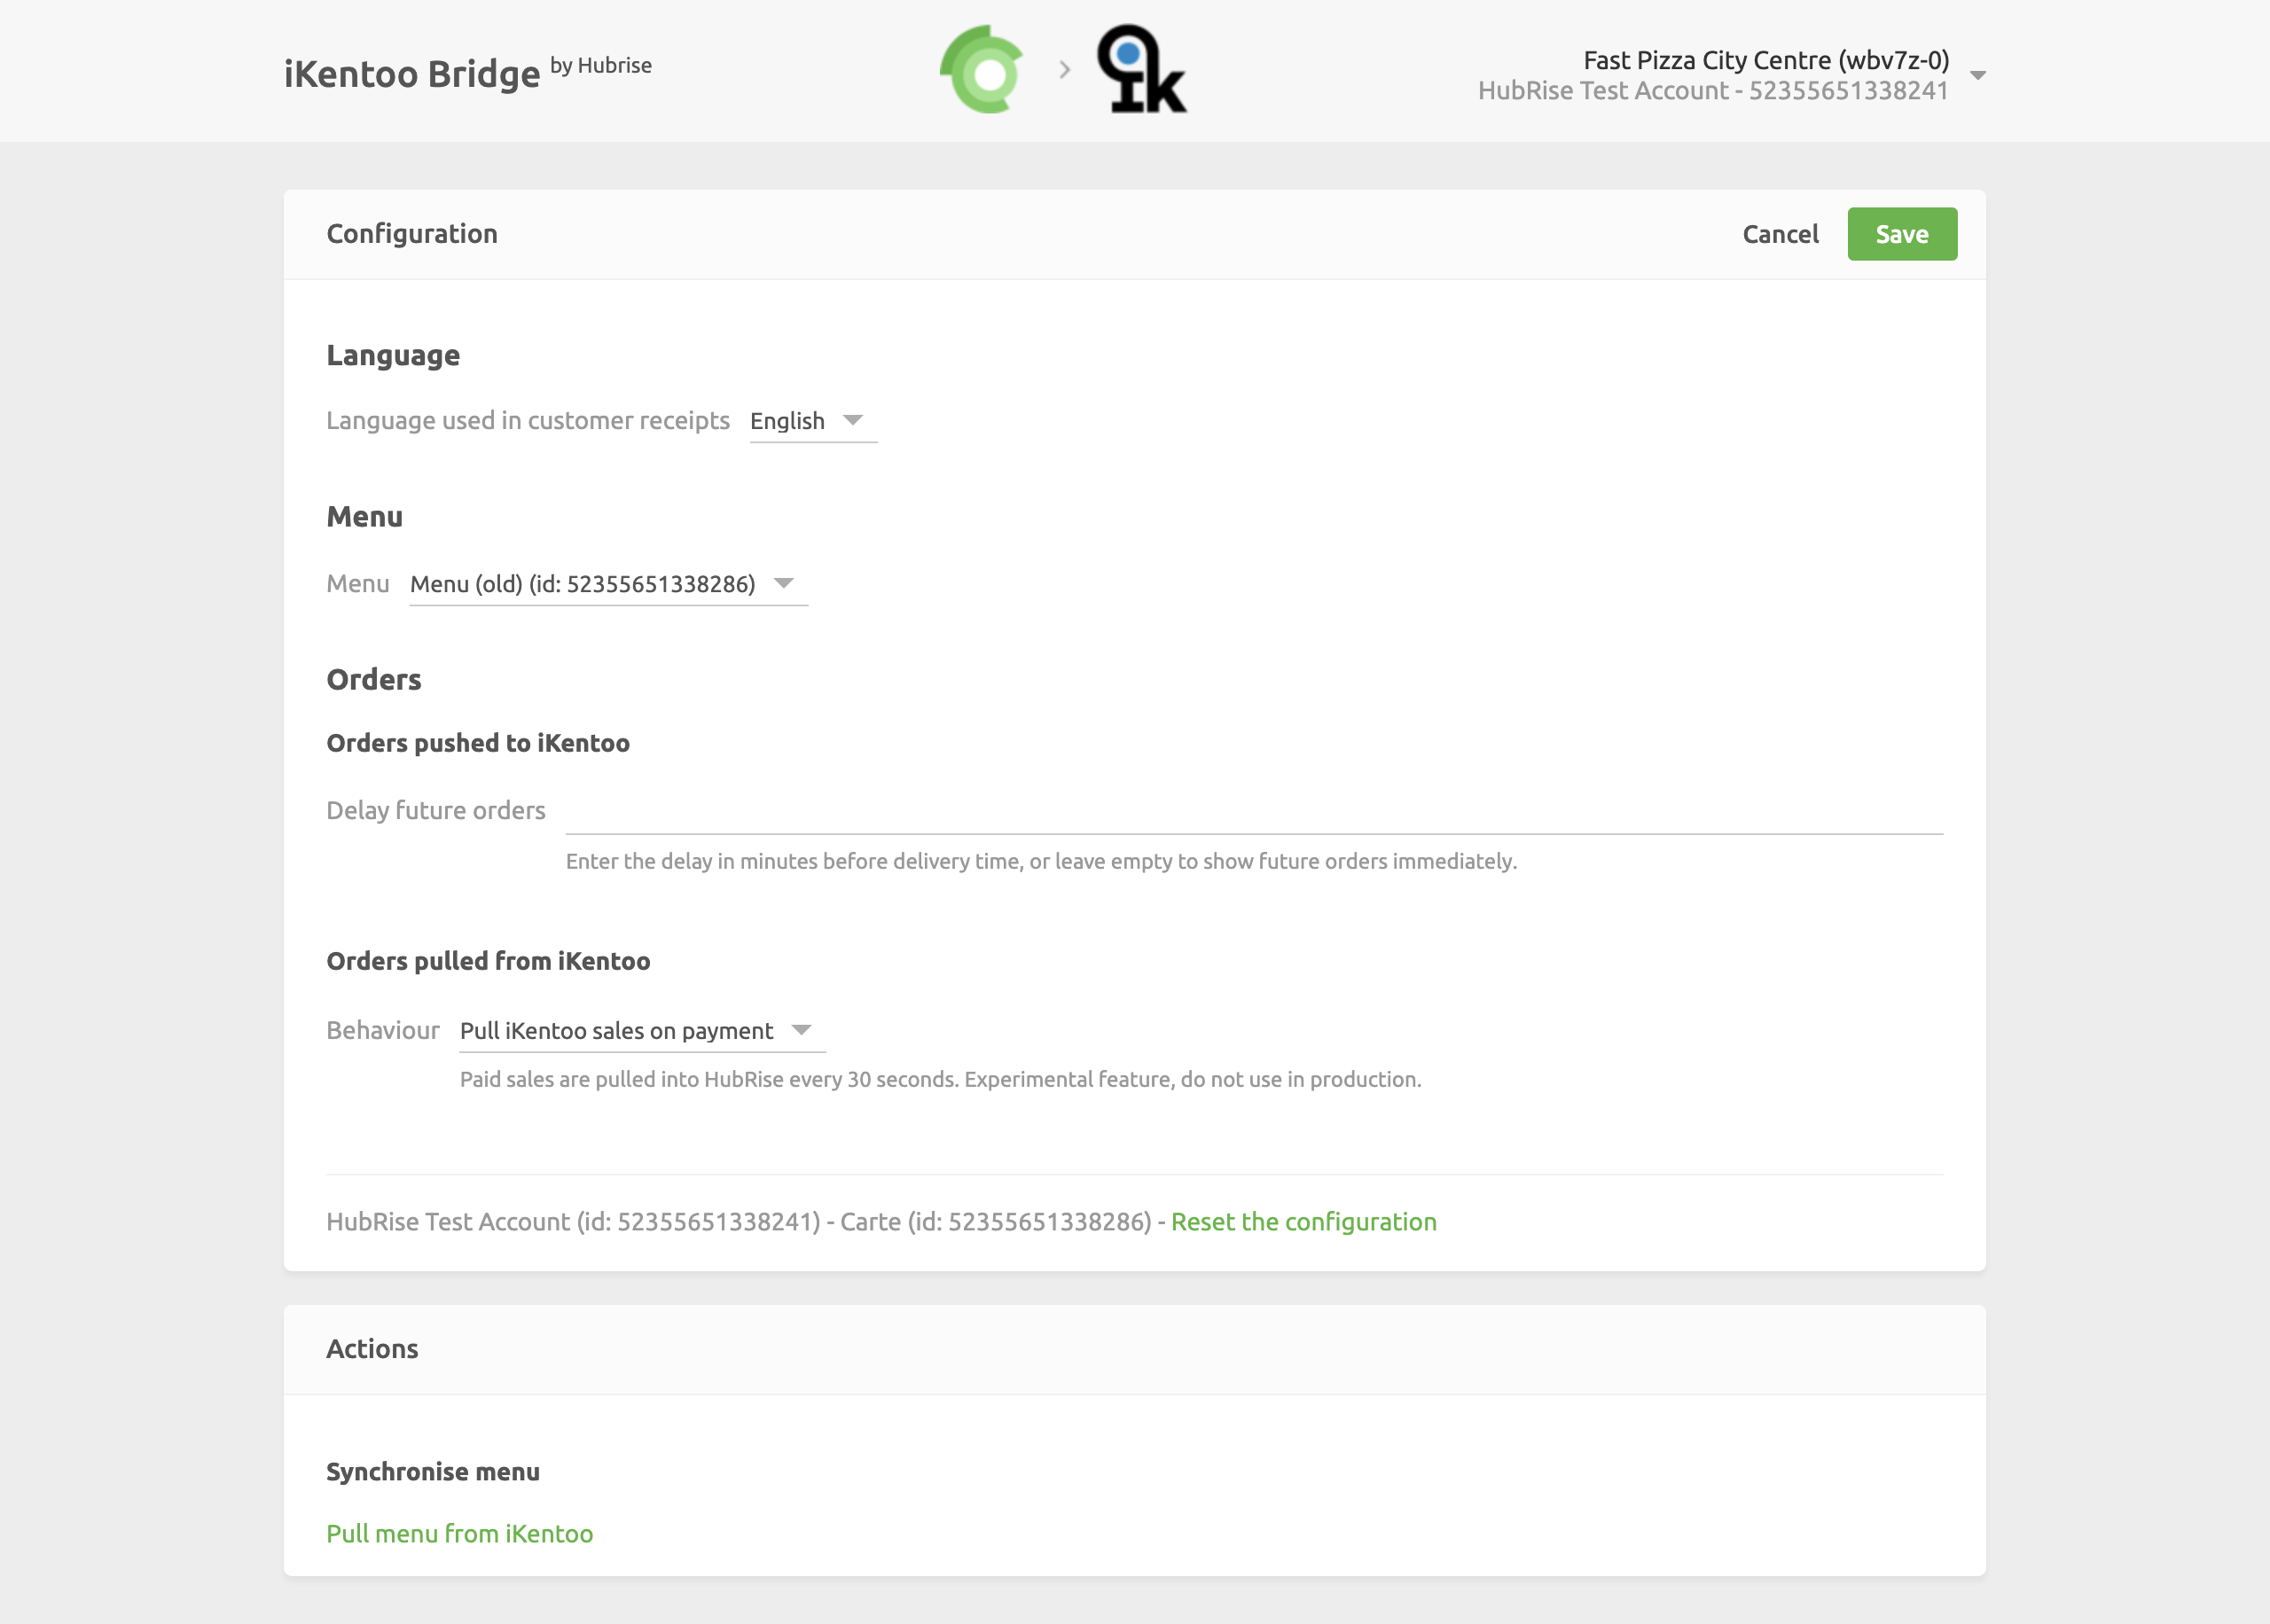 iKentoo Bridge by Hubrise
ik
Fast Pizza City Centre (wbv7z-0)
HubRise Test Account - 52355651338241
Configuration
Cancel
Save
Language
Language used in customer receipts English
Menu
Menu Menu (old) (id: 52355651338286)
Orders
Orders pushed to iKentoo
Delay future orders
Enter the delay in minutes before delivery time, or leave empty to show future orders immediately.
Orders pulled from iKentoo
Behaviour Pull iKentoo sales on payment
Paid sales are pulled into HubRise every 30 seconds. Experimental feature, do not use in production.
HubRise Test Account (id: 52355651338241) - Carte (id: 52355651338286) - Reset the configuration
Actions
Synchronise menu
Pull menu from iKentoo